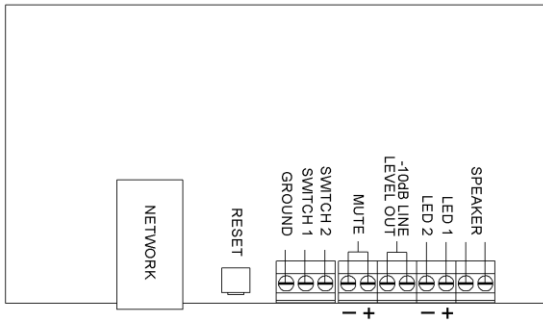 NETWORK
RESET
GROUND
SWITCH 1
SWITCH 2
MUTE
-10dB LINE
LEVEL OUT
LED 2
LED 1
SPEAKER
− + − +